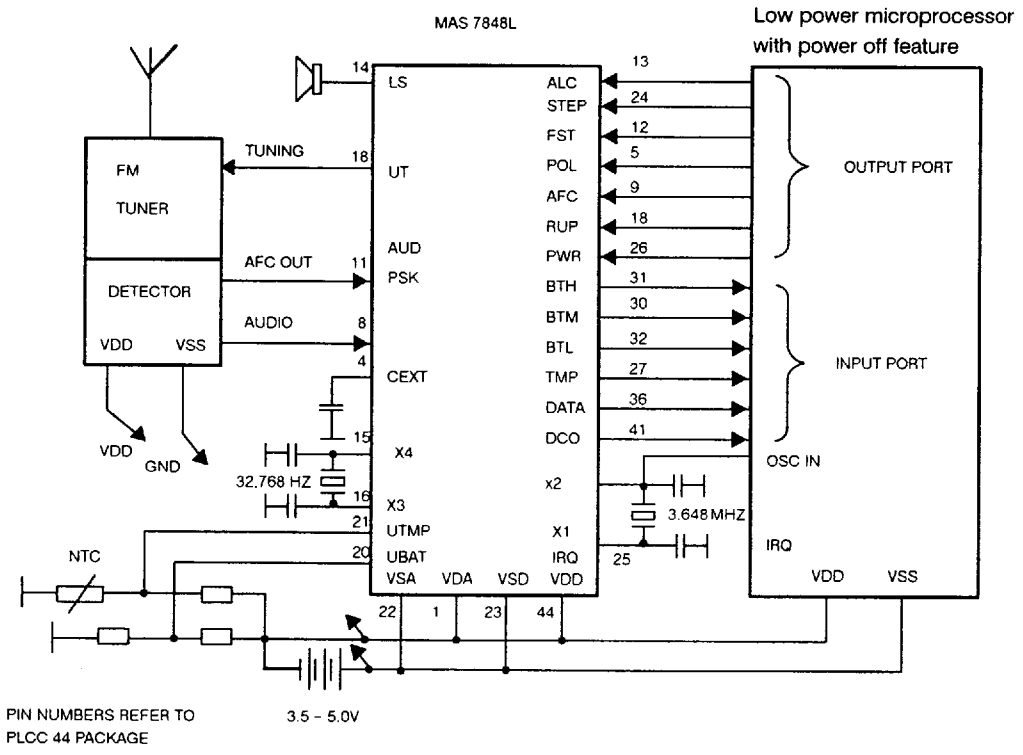 MAS 7848L
Low power microprocessor
with power off feature
14
LS
ALC
13
STEP
24
FST
12
POL
5
AFC
9
RUP
18
PWR
26
OUTPUT PORT
FM
TUNER
TUNING
18
UT
AUD
AFC OUT
11
PSK
DETECTOR
AUDIO
8
VDD
VSS
4
CEXT
VDD
GND
BTH
31
BTM
30
BTL
32
TMP
27
DATA
36
DCO
41
INPUT PORT
OSC IN
15
X4
32.768 HZ
16
X3
x2
3.648 MHZ
X1
21
UTMP
20
UBAT
IRQ
25
IRQ
NTC
VSA
VDA
VSD
VDD
VDD
VSS
22
1
23
44
3.5 – 5.0V
PIN NUMBERS REFER TO
PLCC 44 PACKAGE